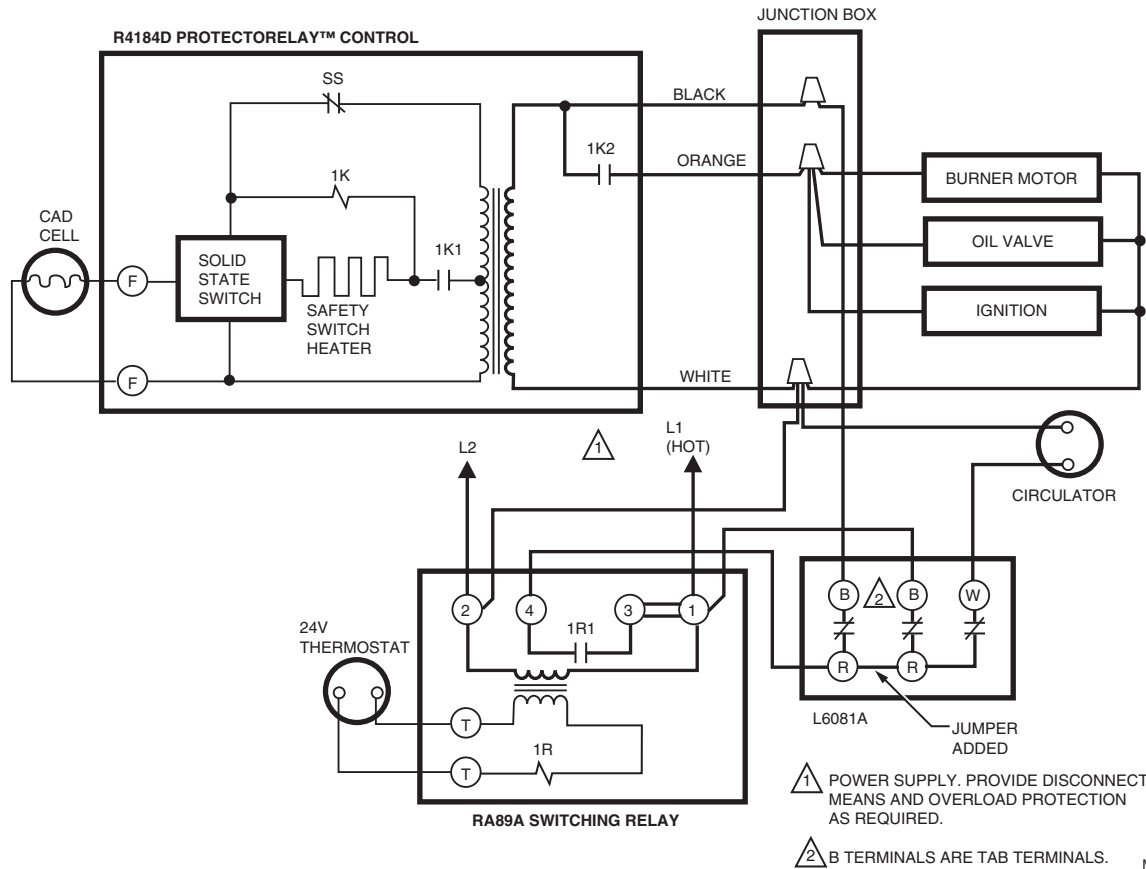 JUNCTION BOX
R4184D PROTECTORELAY™ CONTROL
SS
BLACK
1K2
ORANGE
1K
BURNER MOTOR
CAD
CELL
1K1
SOLID
STATE
SWITCH
F
OIL VALVE
SAFETY
SWITCH
HEATER
IGNITION
F
WHITE
L2
1
L1
(HOT)
CIRCULATOR
2
4
3
1
B
2
B
W
24V
THERMOSTAT
1R1
R
R
T
L6081A
JUMPER
ADDED
1R
T
RA89A SWITCHING RELAY
1 POWER SUPPLY. PROVIDE DISCONNECT
MEANS AND OVERLOAD PROTECTION
AS REQUIRED.
2 B TERMINALS ARE TAB TERMINALS.